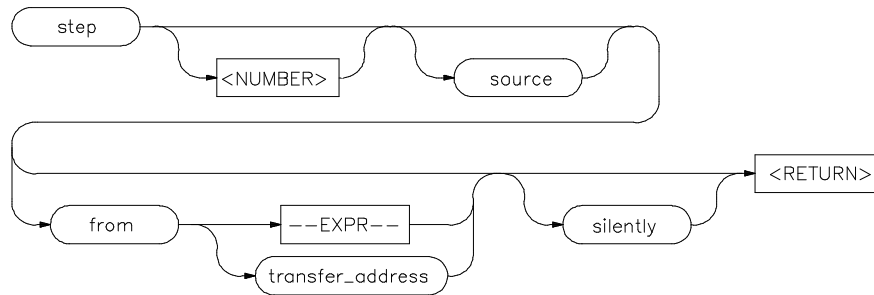 step
<NUMBER>
source
<RETURN>
from
--EXPR--
silently
transfer_address